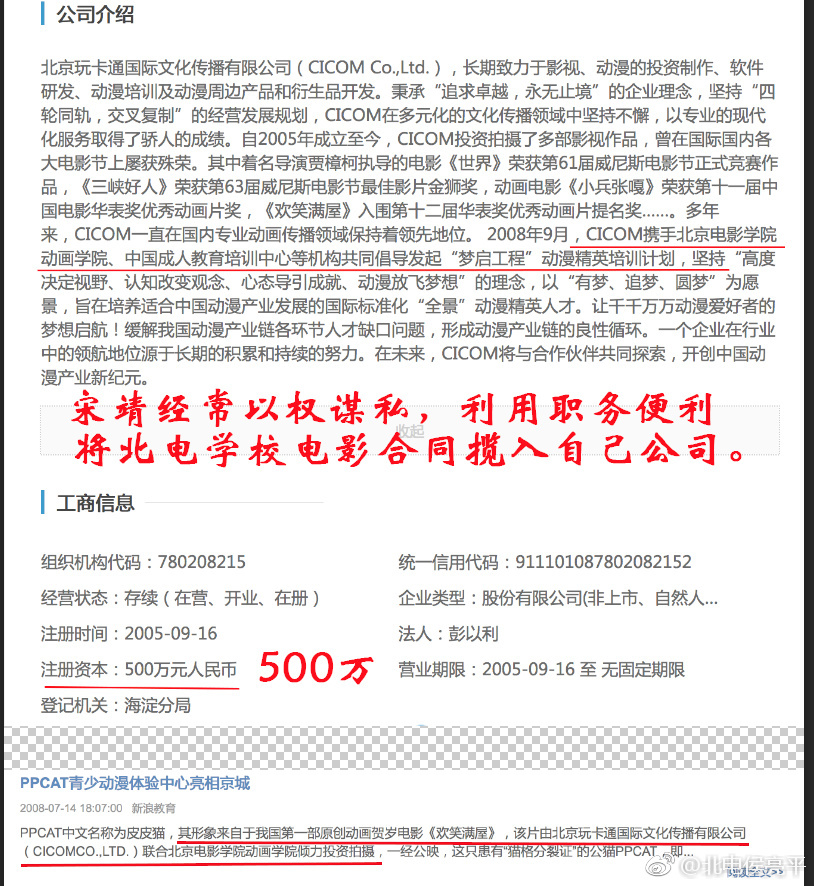 公司介绍
北京玩卡通国际文化传播有限公司（CICOM Co.,Ltd.），长期致力于影视、动漫的投资制作、软件
研发、动漫培训及动漫周边产品和衍生品开发。秉承“追求卓越，永无止境”的企业理念，坚持“四
轮同轨，交叉复制”的经营发展规划，CICOM在多元化的文化传播领域中坚持不懈，以专业的现代
化服务取得了骄人的成绩。自2005年成立至今，CICOM投资拍摄了多部影视作品，曾在国际国内各
大电影节上屡获殊荣。其中着名导演贾樟柯执导的电影《世界》荣获第61届威尼斯电影节正式竞赛作
品，《三峡好人》荣获第63届威尼斯电影节最佳影片金狮奖，动画电影《小兵张嘎》荣获第十一届中
国电影华表奖优秀动画片奖，《欢笑满屋》入围第十二届华表奖优秀动画片提名奖……。多年
来，CICOM一直在国内专业动画传播领域保持着领先地位。 2008年9月，CICOM携手北京电影学院
动画学院、中国成人教育培训中心等机构共同倡导发起“梦启工程”动漫精英培训计划，坚持“高度
决定视野、认知改变观念、心态导引成就、动漫放飞梦想”的理念，以“有梦、追梦、圆梦”为愿
景，旨在培养适合中国动漫产业发展的国际标准化“全景”动漫精英人才。让千千万万动漫爱好者的
梦想启航！缓解我国动漫产业链各环节人才缺口问题，形成动漫产业链的良性循环。一个企业在行业
中的领航地位源于长期的积累和持续的努力。在未来，CICOM将与合作伙伴共同探索，开创中国动
漫产业新纪元。
宋靖经常以权谋私，利用职务便利
收起
将北电学校电影合同揽入自己公司。
工商信息
组织机构代码：780208215 统一信用代码：911101087802082152
经营状态：存续（在营、开业、在册） 企业类型：股份有限公司(非上市、自然人...
注册时间：2005-09-16 法人：彭以利
注册资本：500万元人民币 500万 营业期限：2005-09-16 至 无固定期限
登记机关：海淀分局
PPCAT青少动漫体验中心亮相京城
2008-07-14 18:07:00 新浪教育
PPCAT中文名称为皮皮猫，其形象来自于我国第一部原创动画贺岁电影《欢笑满屋》，该片由北京玩卡通国际文化传播有限公司
（CICOMCO.,LTD.）联合北京电影学院动画学院倾力投资拍摄，一经公映，这只患有“猫格分裂证”的公猫PPCAT，即...
@北电侯亮平
阅读全文>>